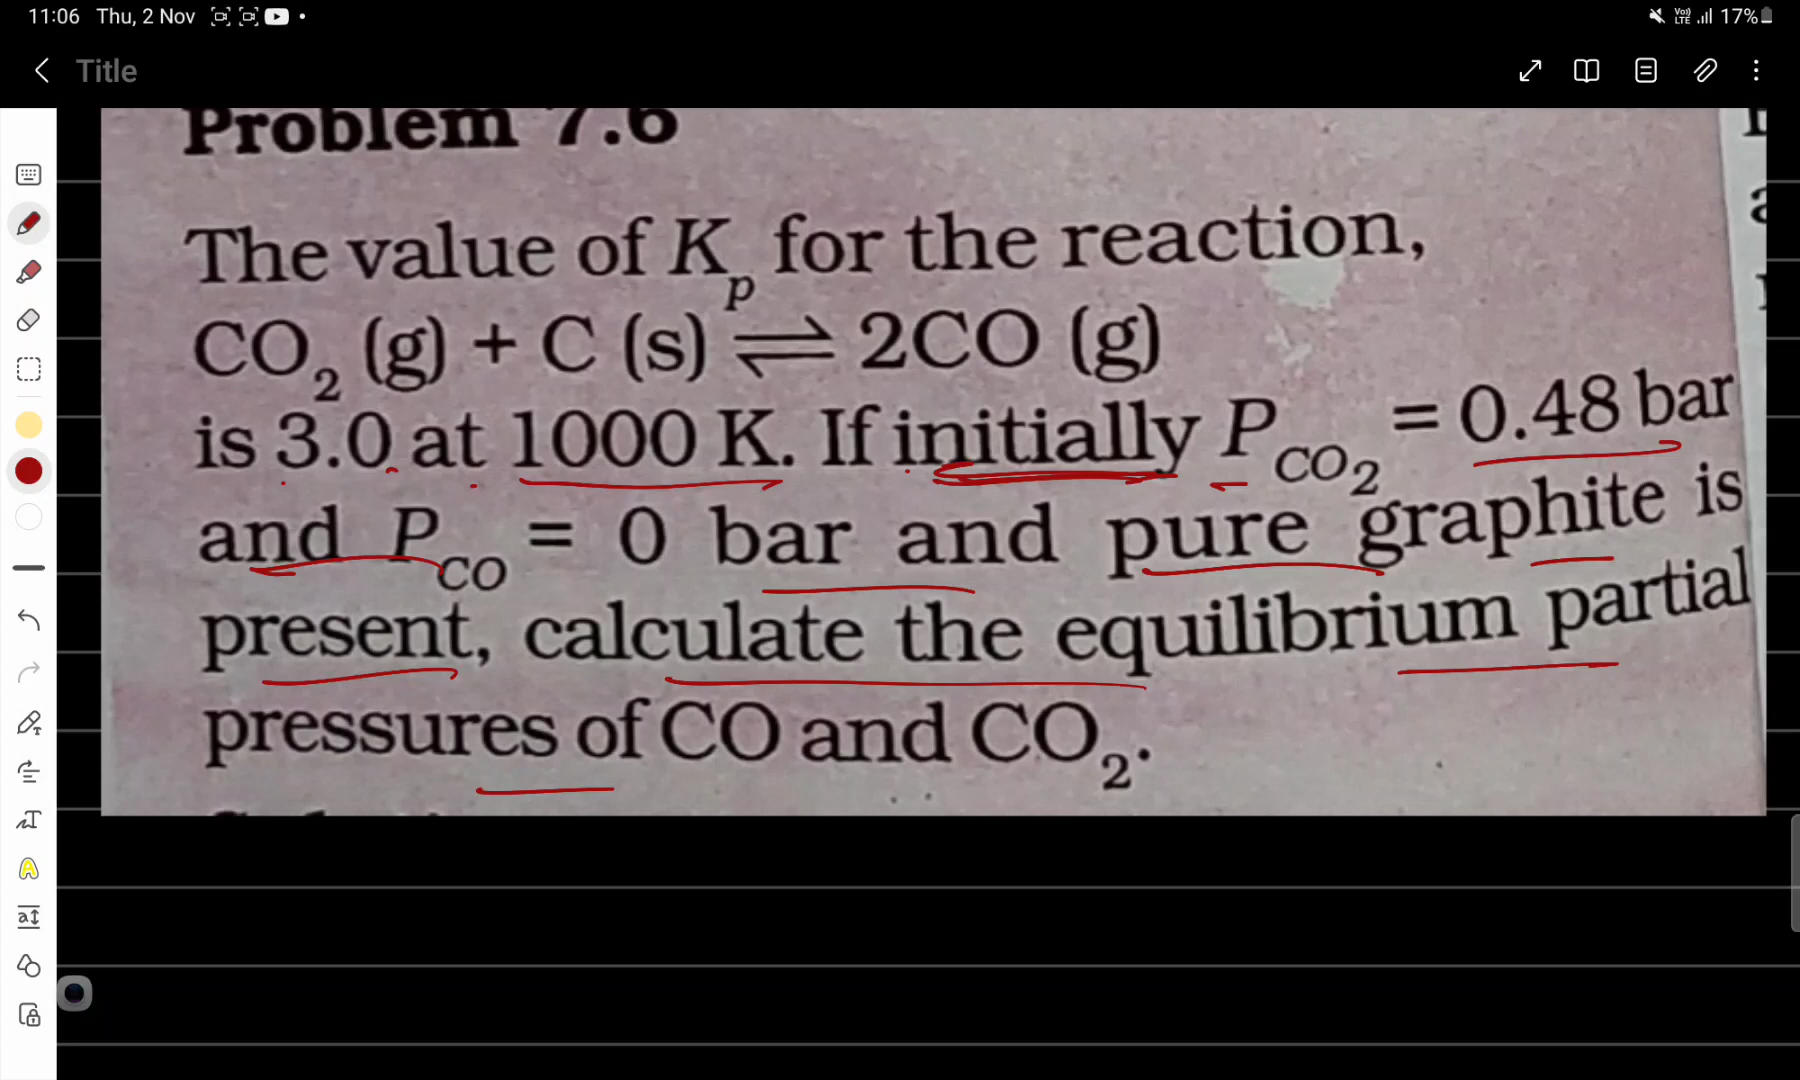 11:06 Thu, 2 Nov
17%
Title
Problem 7.6
The value of Kp for the reaction,
CO2 (g) + C (s) ⇌ 2CO (g)
is 3.0 at 1000 K. If initially PCO2 = 0.48 bar
and PCO = 0 bar and pure graphite is
present, calculate the equilibrium partial
pressures of CO and CO2.